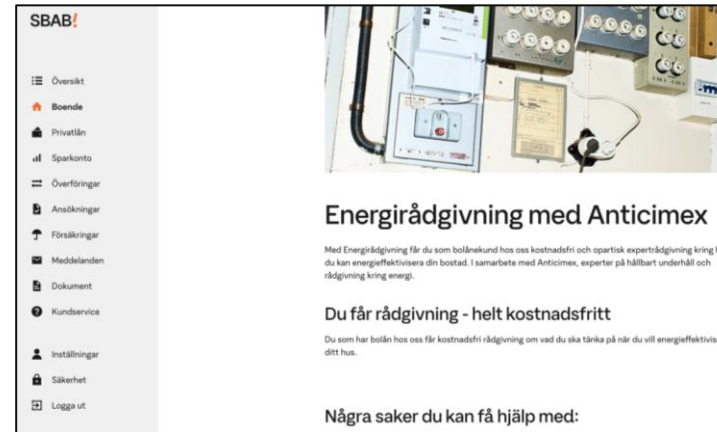 SBAB!
Översikt
Boende
Privatlån
Sparkonto
Överföringar
Ansökningar
Försäkringar
Meddelanden
Dokument
Kundservice
Inställningar
Säkerhet
Logga ut
Energirådgivning med Anticimex
Med Energirådgivning får du som bolånekund hos oss kostnadsfri och opartisk expertrådgivning kring
du kan energieffektivisera din bostad. I samarbete med Anticimex, experter på hållbart underhåll och
rådgivning kring energi.
Du får rådgivning - helt kostnadsfritt
Du som har bolån hos oss får kostnadsfri rådgivning om vad du ska tänka på när du vill energieffektivis
ditt hus.
Några saker du kan få hjälp med: